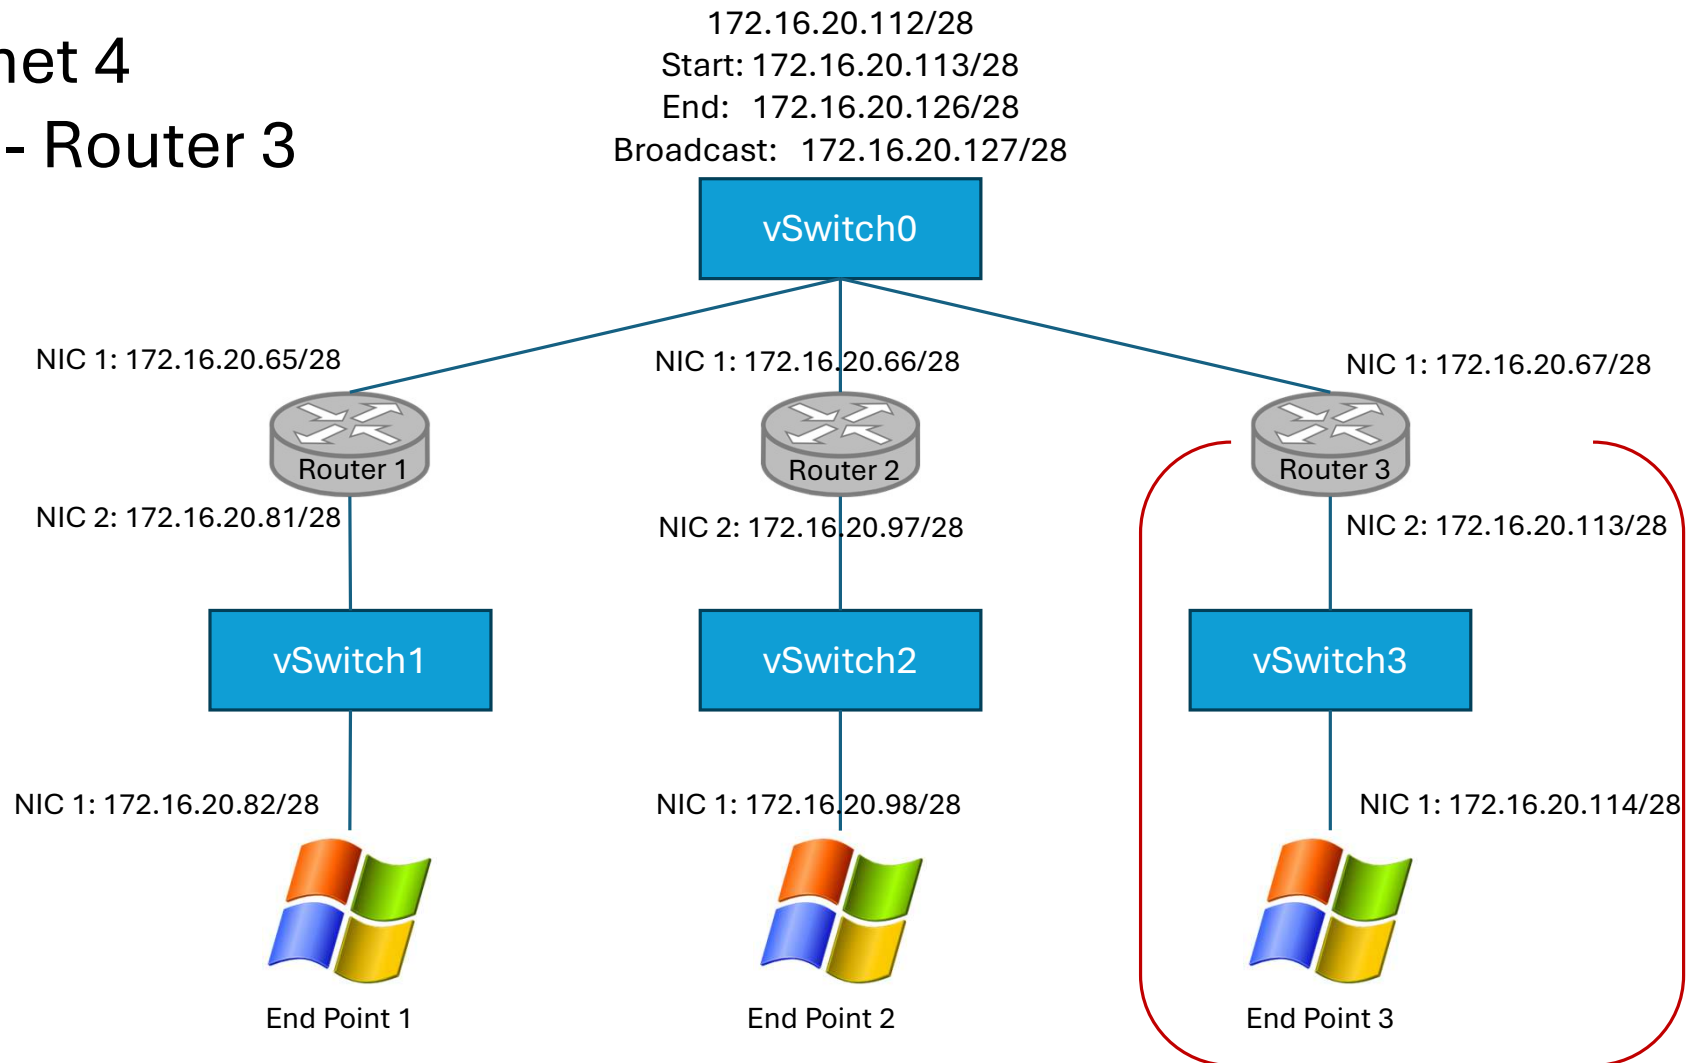 net 4
- Router 3
172.16.20.112/28
Start: 172.16.20.113/28
End: 172.16.20.126/28
Broadcast: 172.16.20.127/28
vSwitch0
NIC 1: 172.16.20.65/28
NIC 1: 172.16.20.66/28
NIC 1: 172.16.20.67/28
Router 1
Router 2
Router 3
NIC 2: 172.16.20.81/28
NIC 2: 172.16.20.97/28
NIC 2: 172.16.20.113/28
vSwitch1
vSwitch2
vSwitch3
NIC 1: 172.16.20.82/28
NIC 1: 172.16.20.98/28
NIC 1: 172.16.20.114/28
End Point 1
End Point 2
End Point 3